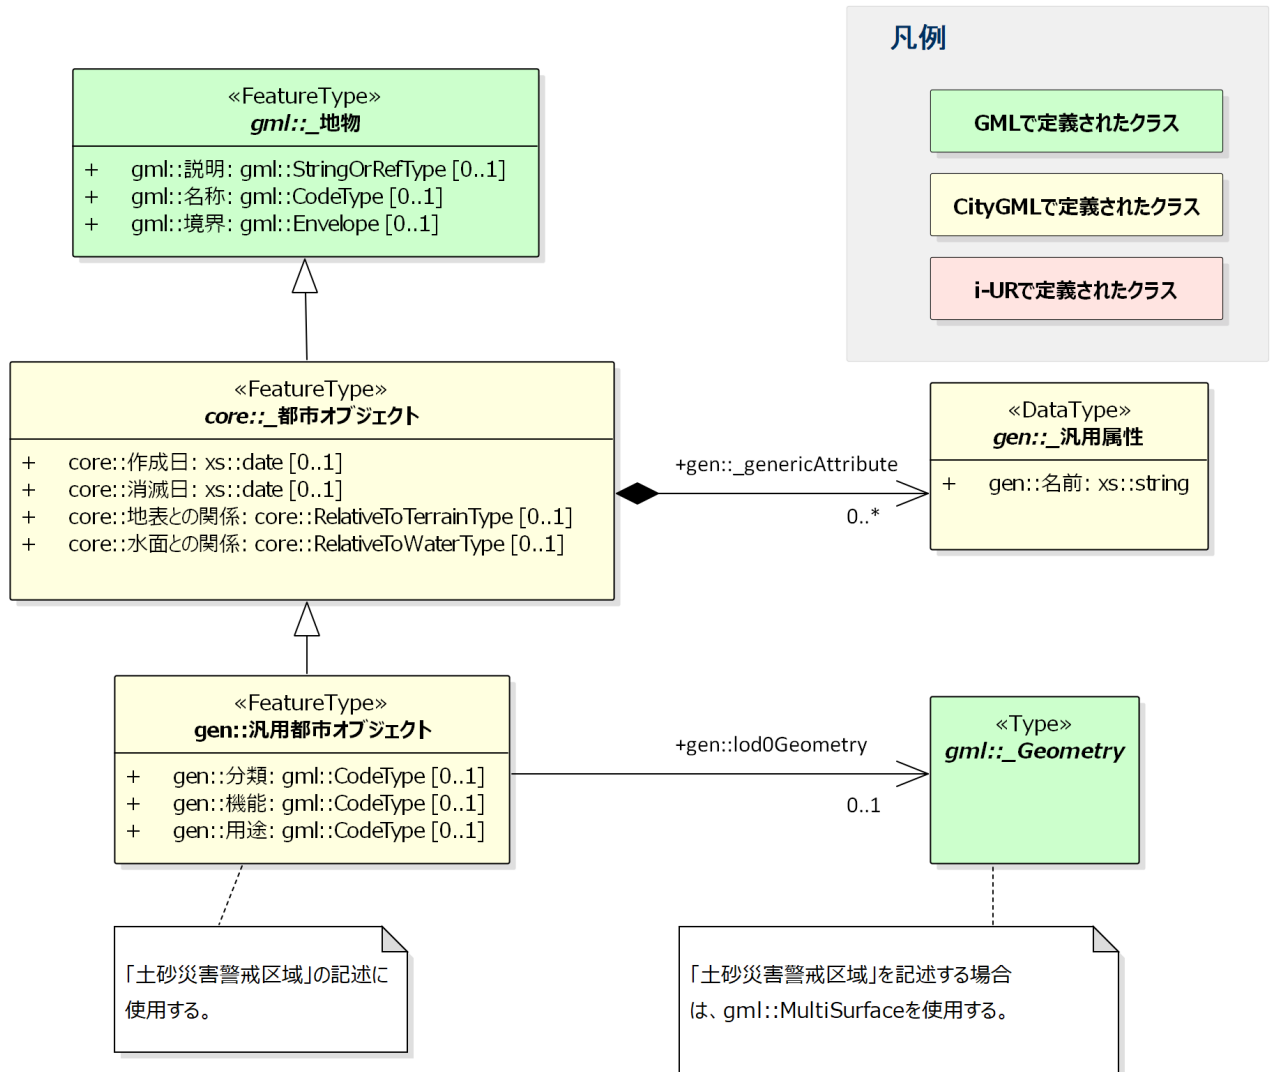 凡例
GMLで定義されたクラス
CityGMLで定義されたクラス
i-URで定義されたクラス
«FeatureType»
gml::_地物
+ gml::説明: gml::StringOrRefType [0..1]
+ gml::名称: gml::CodeType [0..1]
+ gml::境界: gml::Envelope [0..1]
«FeatureType»
core::_都市オブジェクト
+ core::作成日: xs::date [0..1]
+ core::消滅日: xs::date [0..1]
+ core::地表との関係: core::RelativeToTerrainType [0..1]
+ core::水面との関係: core::RelativeToWaterType [0..1]
+gen::_genericAttribute
0..*
«DataType»
gen::_汎用属性
+ gen::名前: xs::string
«FeatureType»
gen::汎用都市オブジェクト
+ gen::分類: gml::CodeType [0..1]
+ gen::機能: gml::CodeType [0..1]
+ gen::用途: gml::CodeType [0..1]
+gen::lod0Geometry
0..1
«Type»
gml::_Geometry
「土砂災害警戒区域」の記述に
使用する。
「土砂災害警戒区域」を記述する場合
は、gml::MultiSurfaceを使用する。